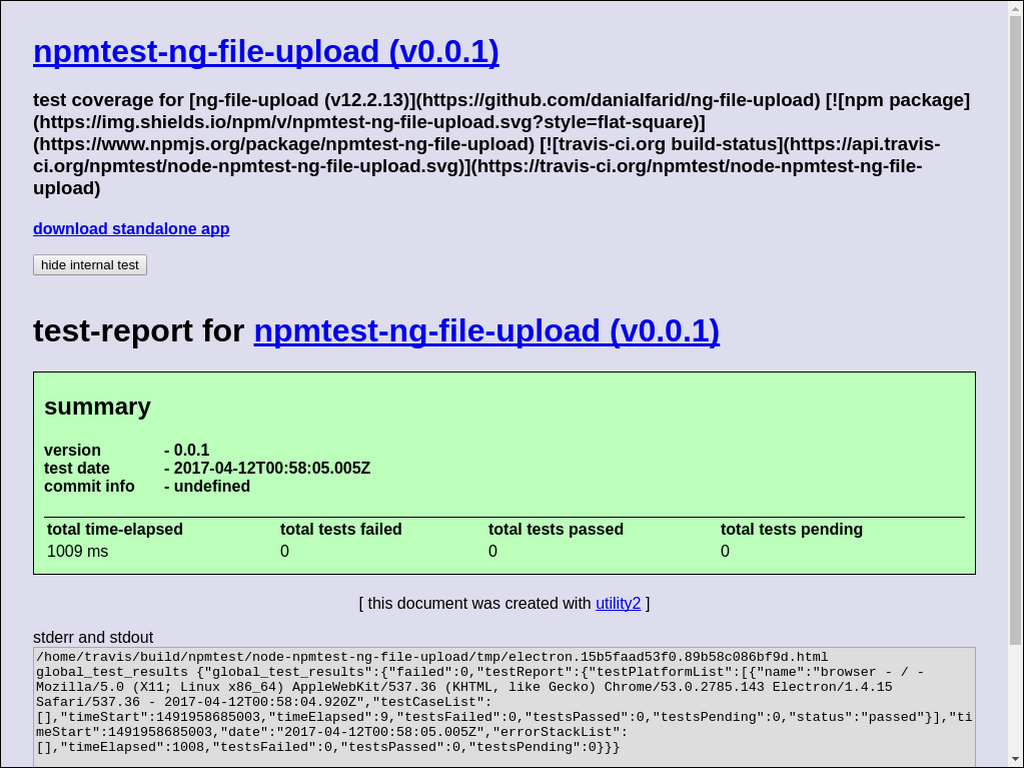 npmtest-ng-file-upload (v0.0.1)
test coverage for [ng-file-upload (v12.2.13)](https://github.com/danialfarid/ng-file-upload) [![npm package]
(https://img.shields.io/npm/v/npmtest-ng-file-upload.svg?style=flat-square)]
(https://www.npmjs.org/package/npmtest-ng-file-upload) [![travis-ci.org build-status](https://api.travis-
ci.org/npmtest/node-npmtest-ng-file-upload.svg)](https://travis-ci.org/npmtest/node-npmtest-ng-file-
upload)
download standalone app
hide internal test
test-report for npmtest-ng-file-upload (v0.0.1)
summary
version - 0.0.1
test date - 2017-04-12T00:58:05.005Z
commit info - undefined
total time-elapsed total tests failed total tests passed total tests pending
1009 ms 0 0 0
[ this document was created with utility2 ]
stderr and stdout
/home/travis/build/npmtest/node-npmtest-ng-file-upload/tmp/electron.15b5faad53f0.89b58c086bf9d.html
global_test_results {"global_test_results":{"failed":0,"testReport":{"testPlatformList":[{"name":"browser - / -
Mozilla/5.0 (X11; Linux x86_64) AppleWebKit/537.36 (KHTML, like Gecko) Chrome/53.0.2785.143 Electron/1.4.15
Safari/537.36 - 2017-04-12T00:58:04.920Z","testCaseList":
[],"timeStart":1491958685003,"timeElapsed":9,"testsFailed":0,"testsPassed":0,"testsPending":0,"status":"passed"}],"ti
meStart":1491958685003,"date":"2017-04-12T00:58:05.005Z","errorStackList":
[],"timeElapsed":1008,"testsFailed":0,"testsPassed":0,"testsPending":0}}}